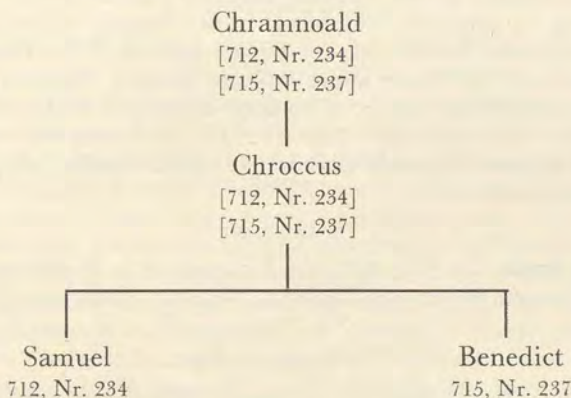 Chramnoald
[712, Nr. 234]
[715, Nr. 237]
Chroccus
[712, Nr. 234]
[715, Nr. 237]
Samuel Benedict
712, Nr. 234 715, Nr. 237